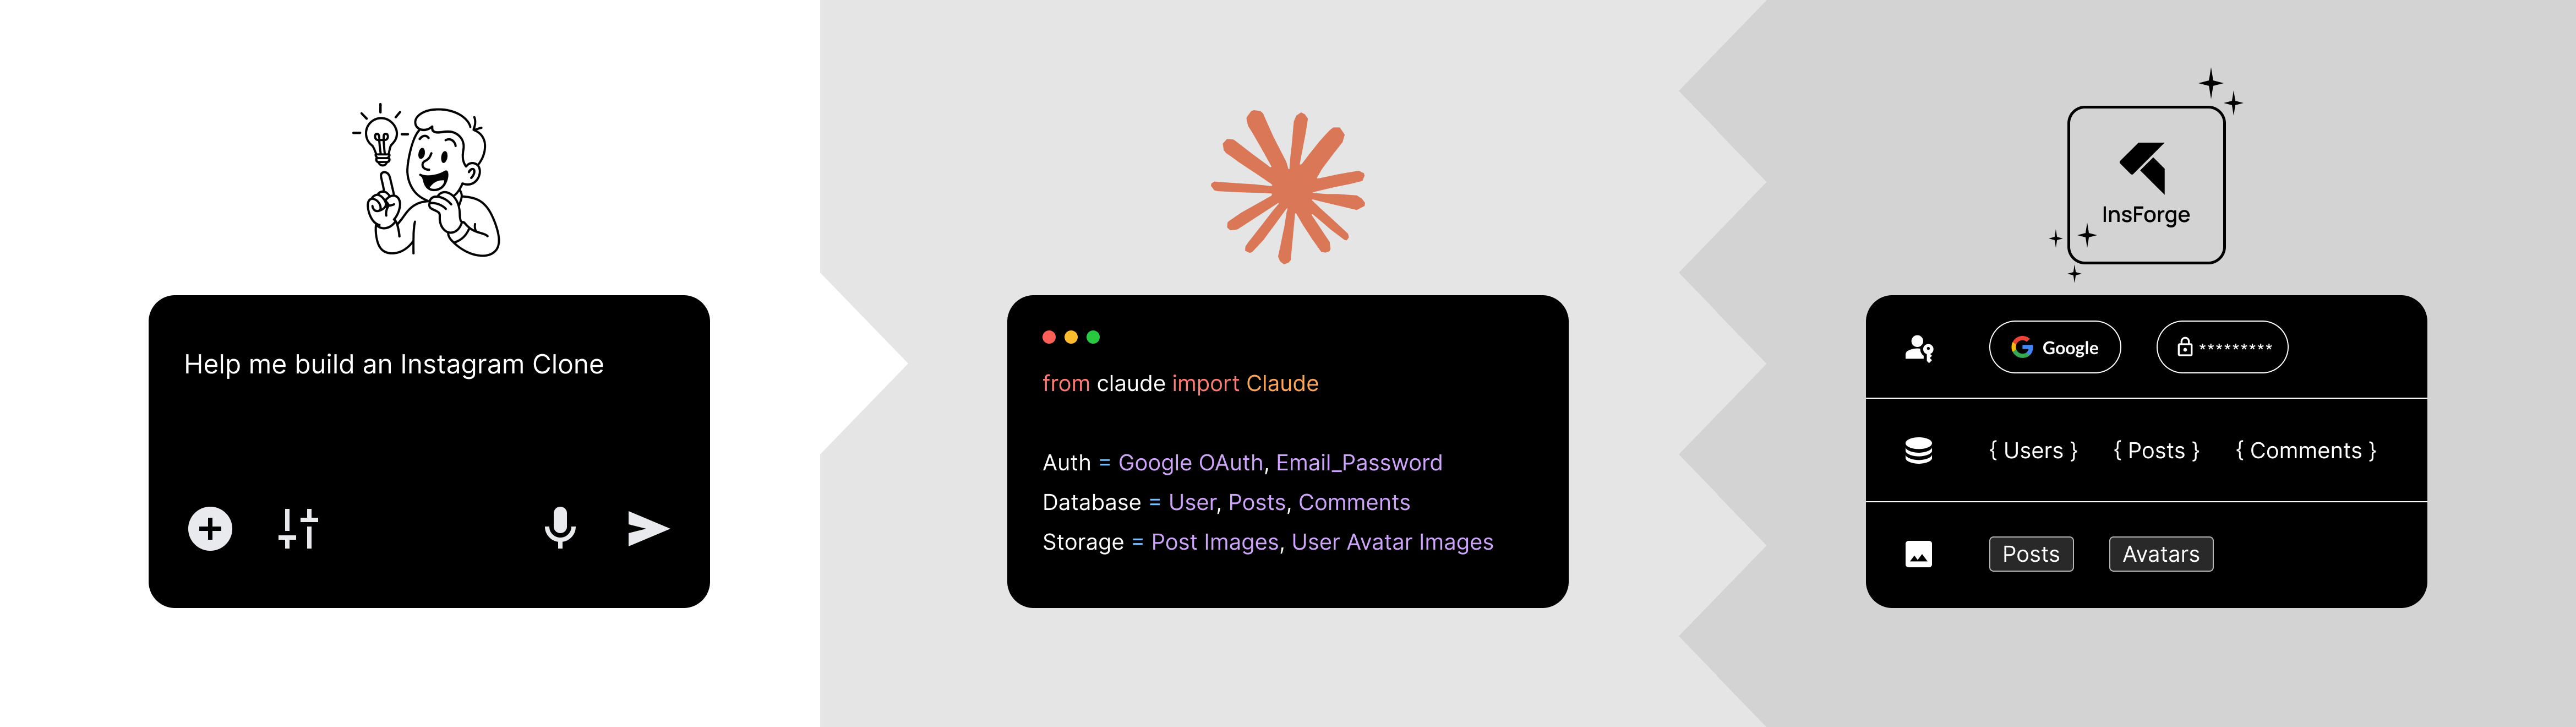 Help me build an Instagram Clone
from claude import Claude
Auth = Google OAuth, Email_Password
Database = User, Posts, Comments
Storage = Post Images, User Avatar Images
InsForge
Google *********
{ Users } { Posts } { Comments }
Posts Avatars